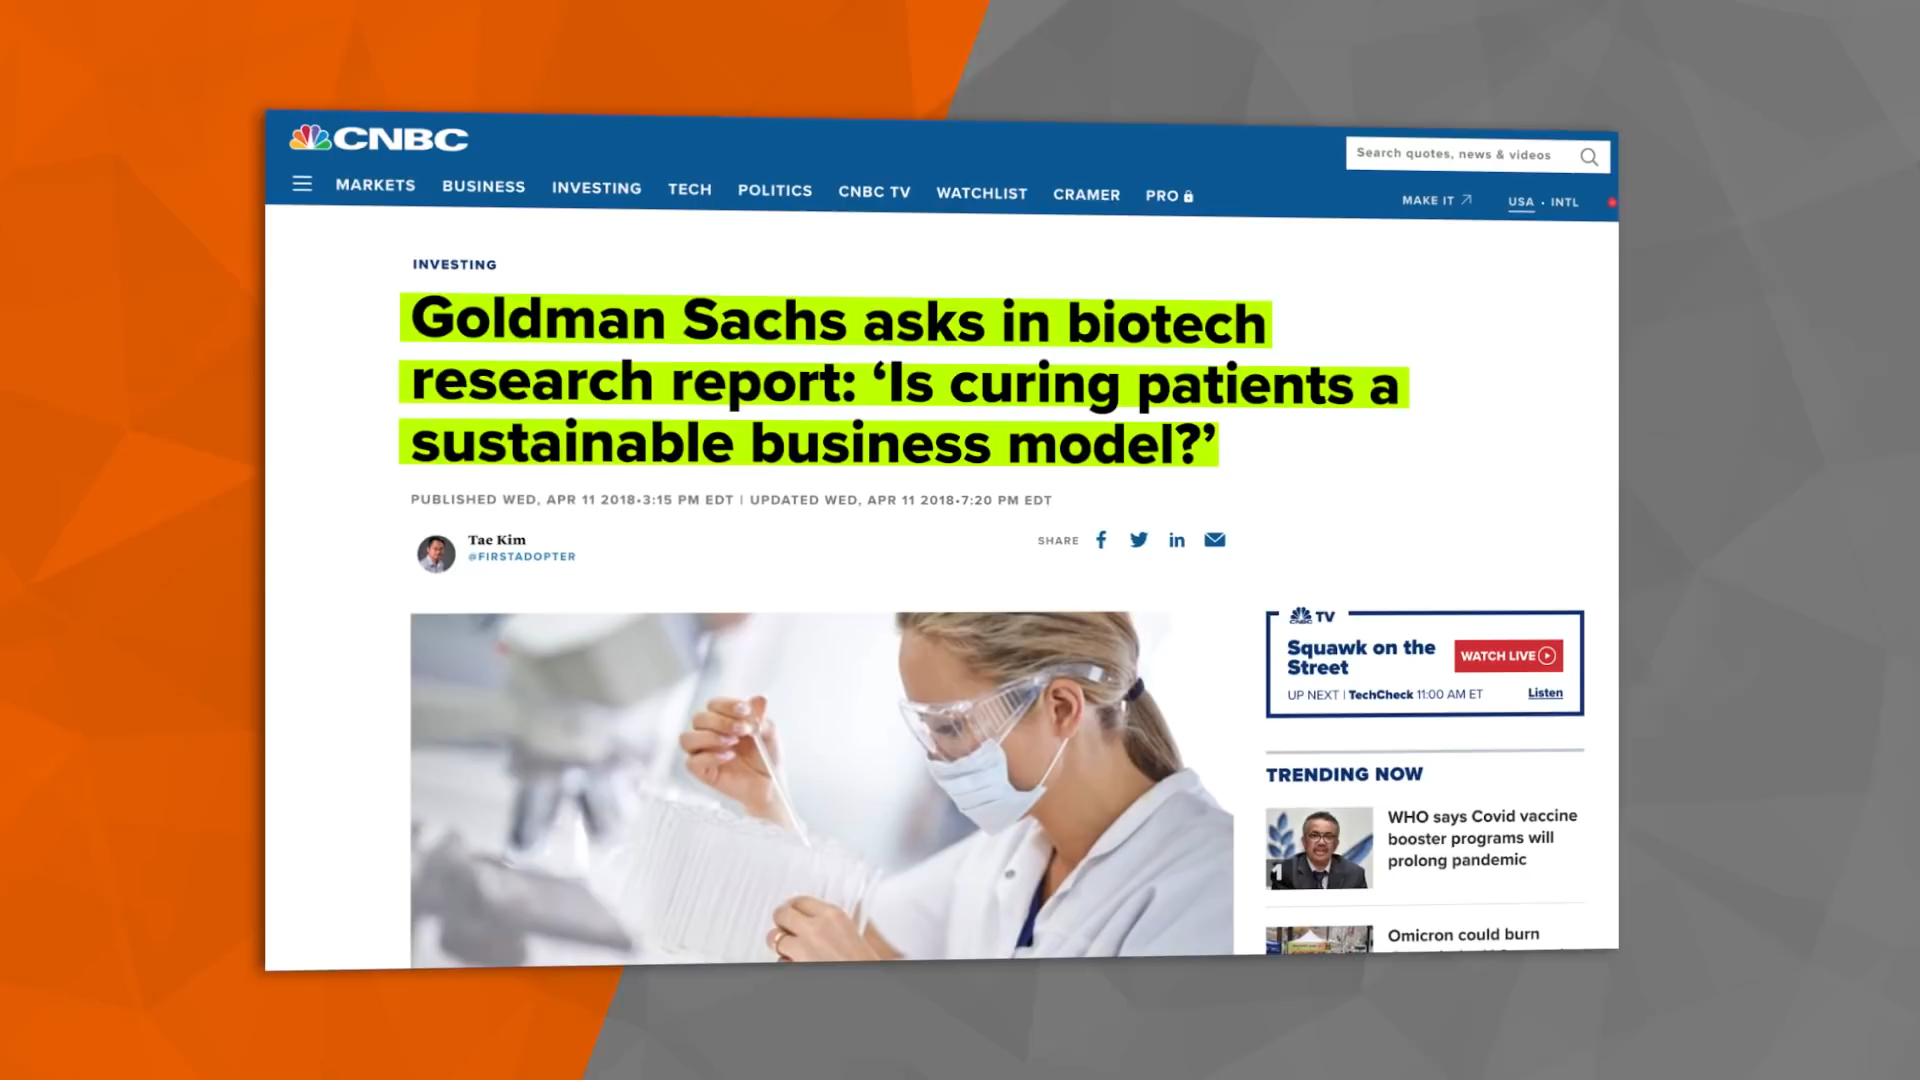 CNBC
Search quotes, news & videos
MARKETS BUSINESS INVESTING TECH POLITICS CNBC TV WATCHLIST CRAMER PRO
MAKE IT USA · INTL
INVESTING
Goldman Sachs asks in biotech
research report: ‘Is curing patients a
sustainable business model?’
PUBLISHED WED, APR 11 2018•3:15 PM EDT | UPDATED WED, APR 11 2018•7:20 PM EDT
Tae Kim
@FIRSTADOPTER
SHARE
CNBC TV
Squawk on the
Street
WATCH LIVE
UP NEXT | TechCheck 11:00 AM ET
Listen
TRENDING NOW
1
WHO says Covid vaccine
booster programs will
prolong pandemic
Omicron could burn